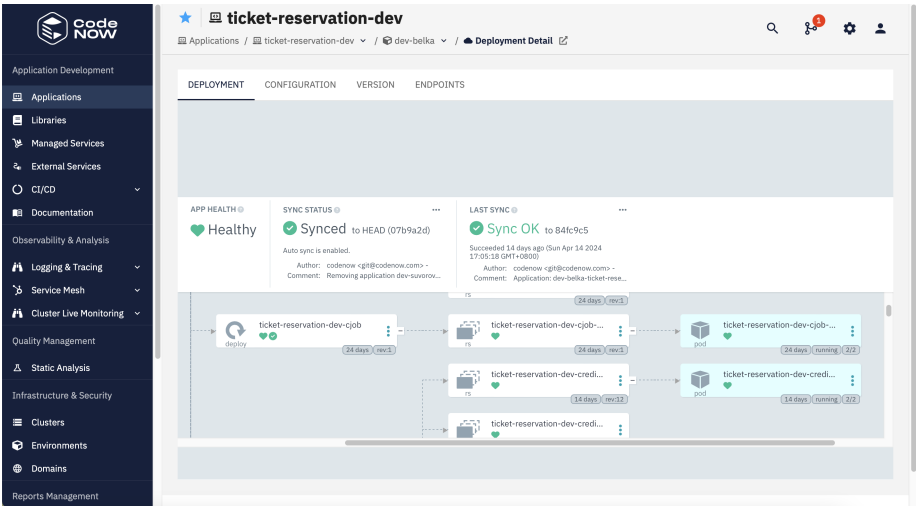 Code
NOW
Application Development
Applications
Libraries
Managed Services
External Services
CI/CD
Documentation
Observability & Analysis
Logging & Tracing
Service Mesh
Cluster Live Monitoring
Quality Management
Static Analysis
Infrastructure & Security
Clusters
Environments
Domains
Reports Management
ticket-reservation-dev
Applications / ticket-reservation-dev / dev-belka / Deployment Detail
1
DEPLOYMENT CONFIGURATION VERSION ENDPOINTS
APP HEALTH
Healthy
SYNC STATUS ...
Synced to HEAD (07b9a2d)
Auto sync is enabled.
Author: codenow <git@codenow.com> -
Comment: Removing application dev-suvorov...
LAST SYNC ...
Sync OK to 84fc9c5
Succeeded 14 days ago (Sun Apr 14 2024
17:05:18 GMT+0800)
Author: codenow <git@codenow.com> -
Comment: Application: dev-belka-ticket-rese...
rs
24 days rev:1
ticket-reservation-dev-cjob
deploy
24 days rev:1
ticket-reservation-dev-cjob-...
rs
24 days rev:1
ticket-reservation-dev-cjob-...
pod
24 days running 2/2
ticket-reservation-dev-credi...
rs
14 days rev:12
ticket-reservation-dev-credi...
pod
14 days running 2/2
ticket-reservation-dev-credi...